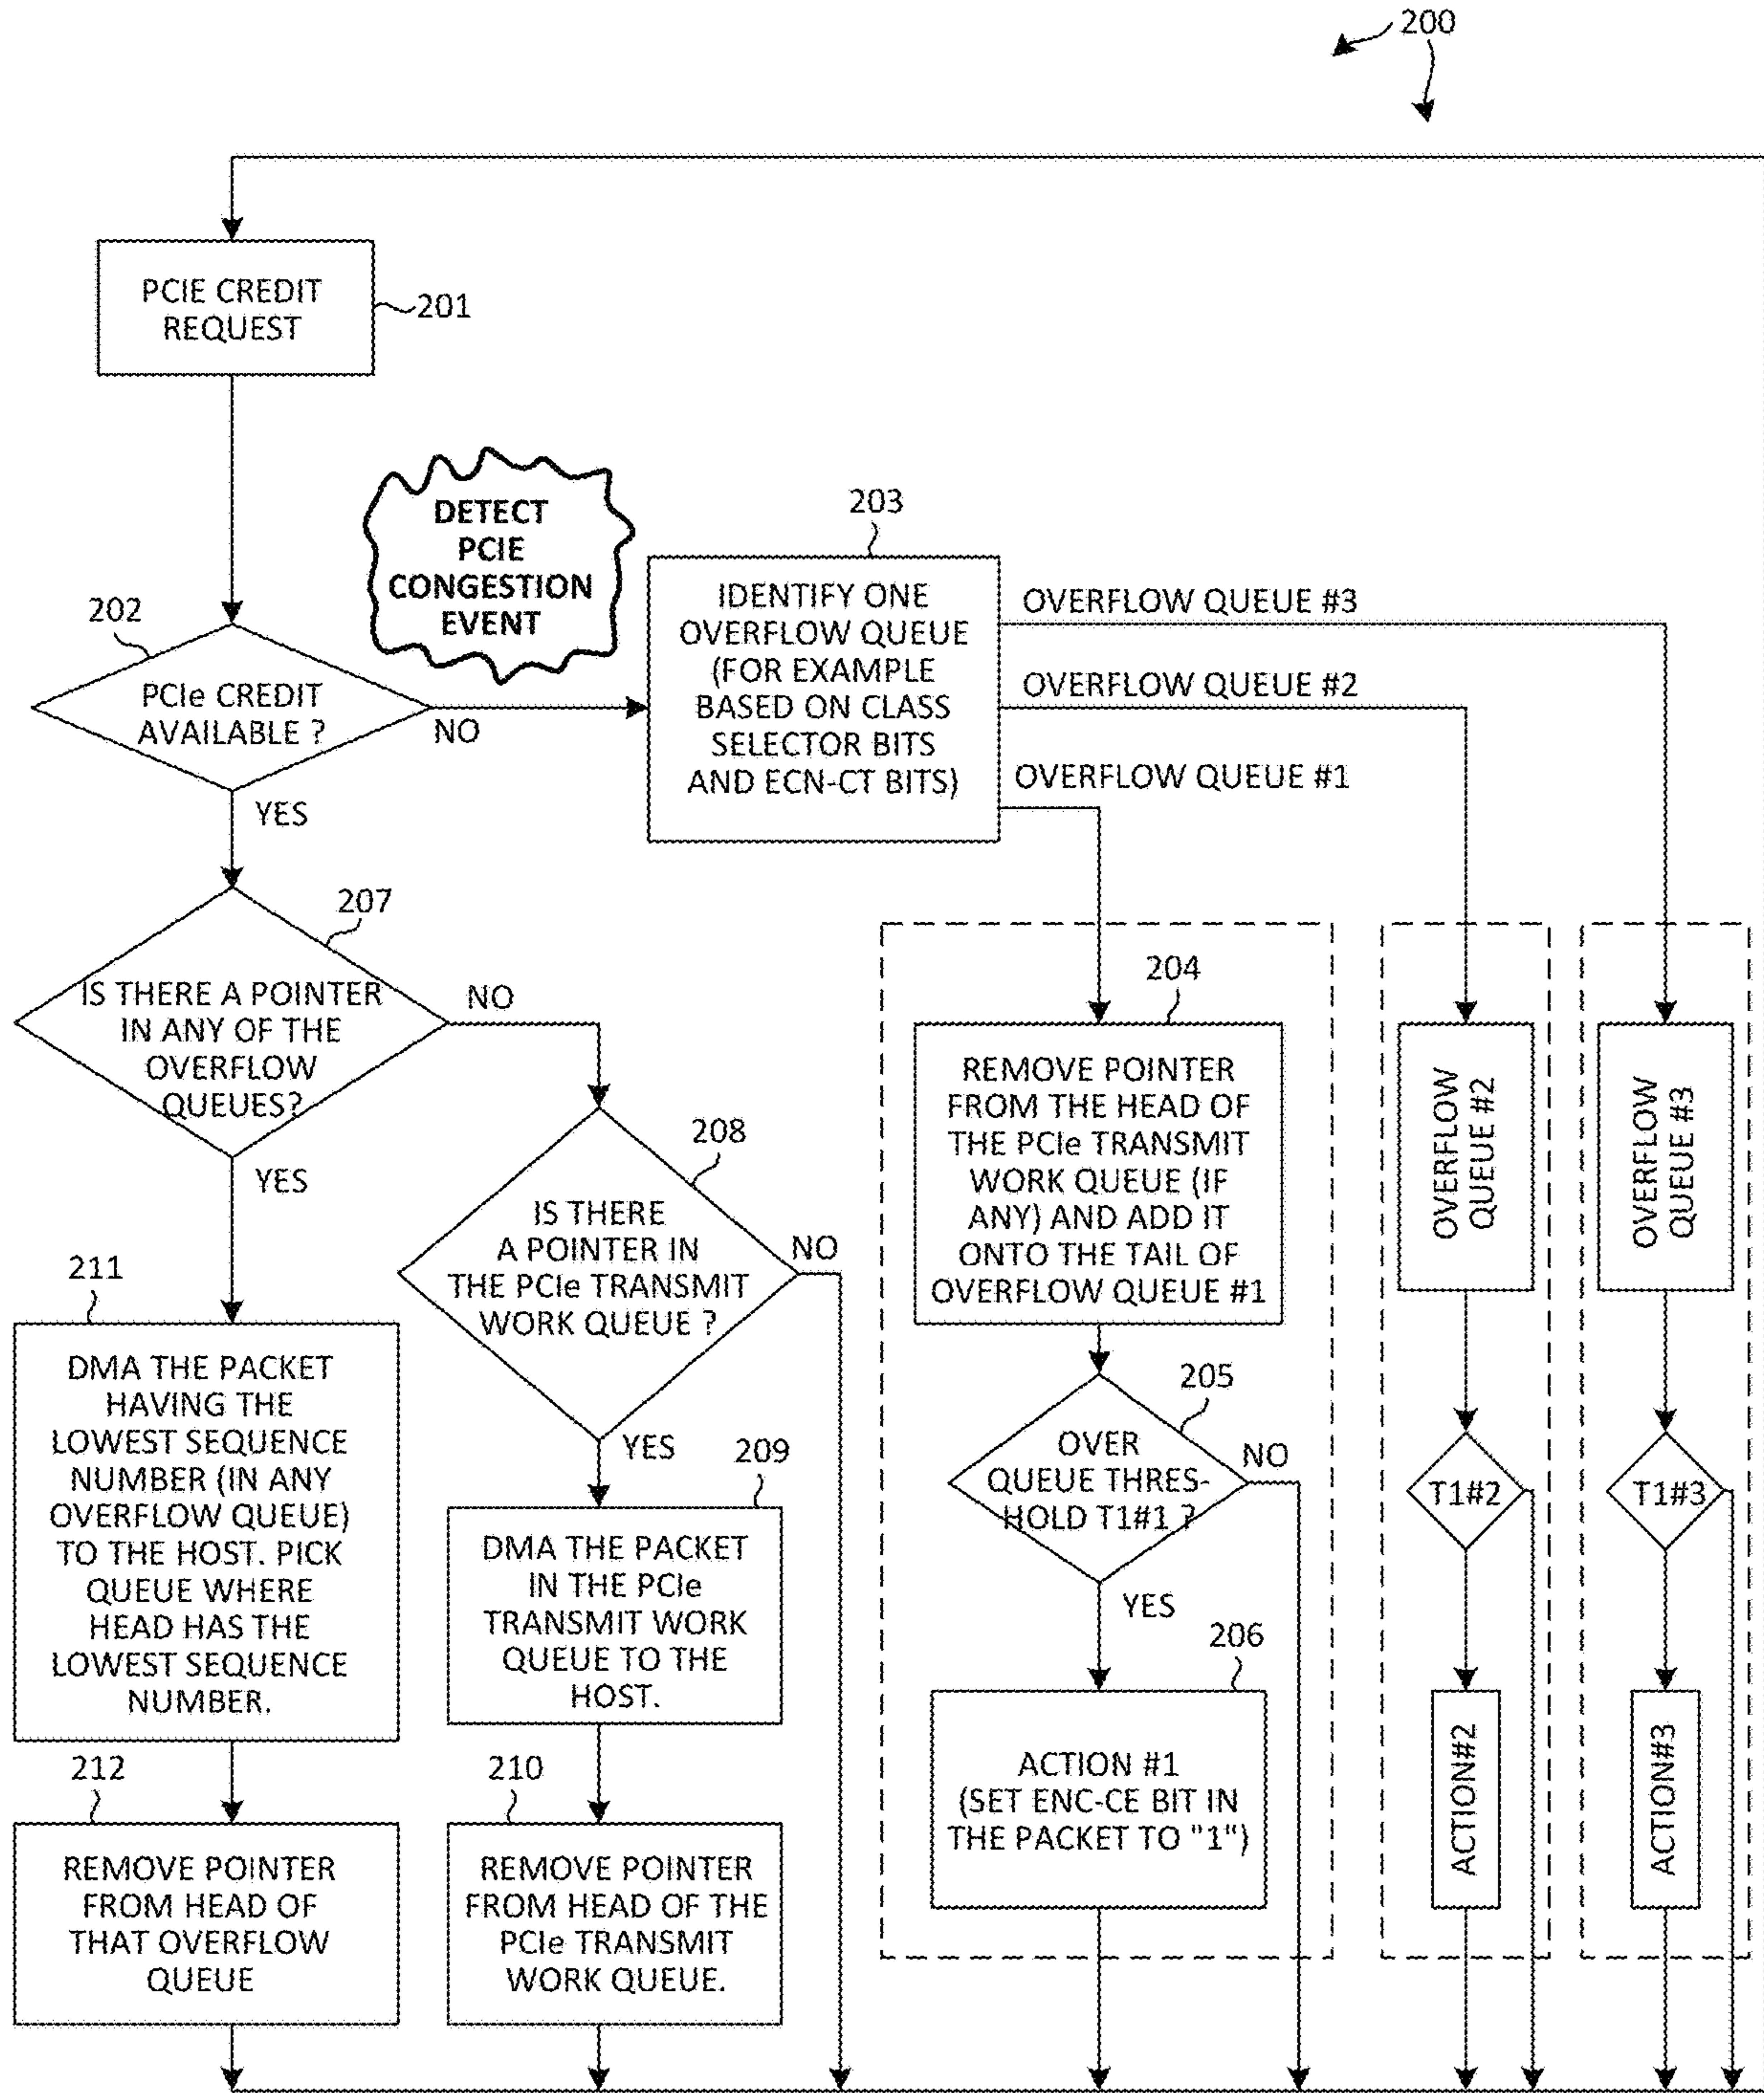 200
PCIE CREDIT
REQUEST
201
DETECT
PCIE
CONGESTION
EVENT
202
PCIe CREDIT
AVAILABLE ?
NO
YES
203
IDENTIFY ONE
OVERFLOW QUEUE
(FOR EXAMPLE
BASED ON CLASS
SELECTOR BITS
AND ECN-CT BITS)
OVERFLOW QUEUE #3
OVERFLOW QUEUE #2
OVERFLOW QUEUE #1
207
IS THERE A POINTER
IN ANY OF THE
OVERFLOW
QUEUES?
NO
YES
208
IS THERE
A POINTER IN
THE PCIe TRANSMIT
WORK QUEUE ?
NO
YES
211
DMA THE PACKET
HAVING THE
LOWEST SEQUENCE
NUMBER (IN ANY
OVERFLOW QUEUE)
TO THE HOST. PICK
QUEUE WHERE
HEAD HAS THE
LOWEST SEQUENCE
NUMBER.
212
REMOVE POINTER
FROM HEAD OF
THAT OVERFLOW
QUEUE
209
DMA THE PACKET
IN THE PCIe
TRANSMIT WORK
QUEUE TO THE
HOST.
210
REMOVE POINTER
FROM HEAD OF THE
PCIe TRANSMIT
WORK QUEUE.
204
REMOVE POINTER
FROM THE HEAD OF
THE PCIe TRANSMIT
WORK QUEUE (IF
ANY) AND ADD IT
ONTO THE TAIL OF
OVERFLOW QUEUE #1
205
OVER
QUEUE THRES-
HOLD T1#1 ?
NO
YES
206
ACTION #1
(SET ENC-CE BIT IN
THE PACKET TO "1")
OVERFLOW
QUEUE #2
T1#2
ACTION#2
OVERFLOW
QUEUE #3
T1#3
ACTION#3